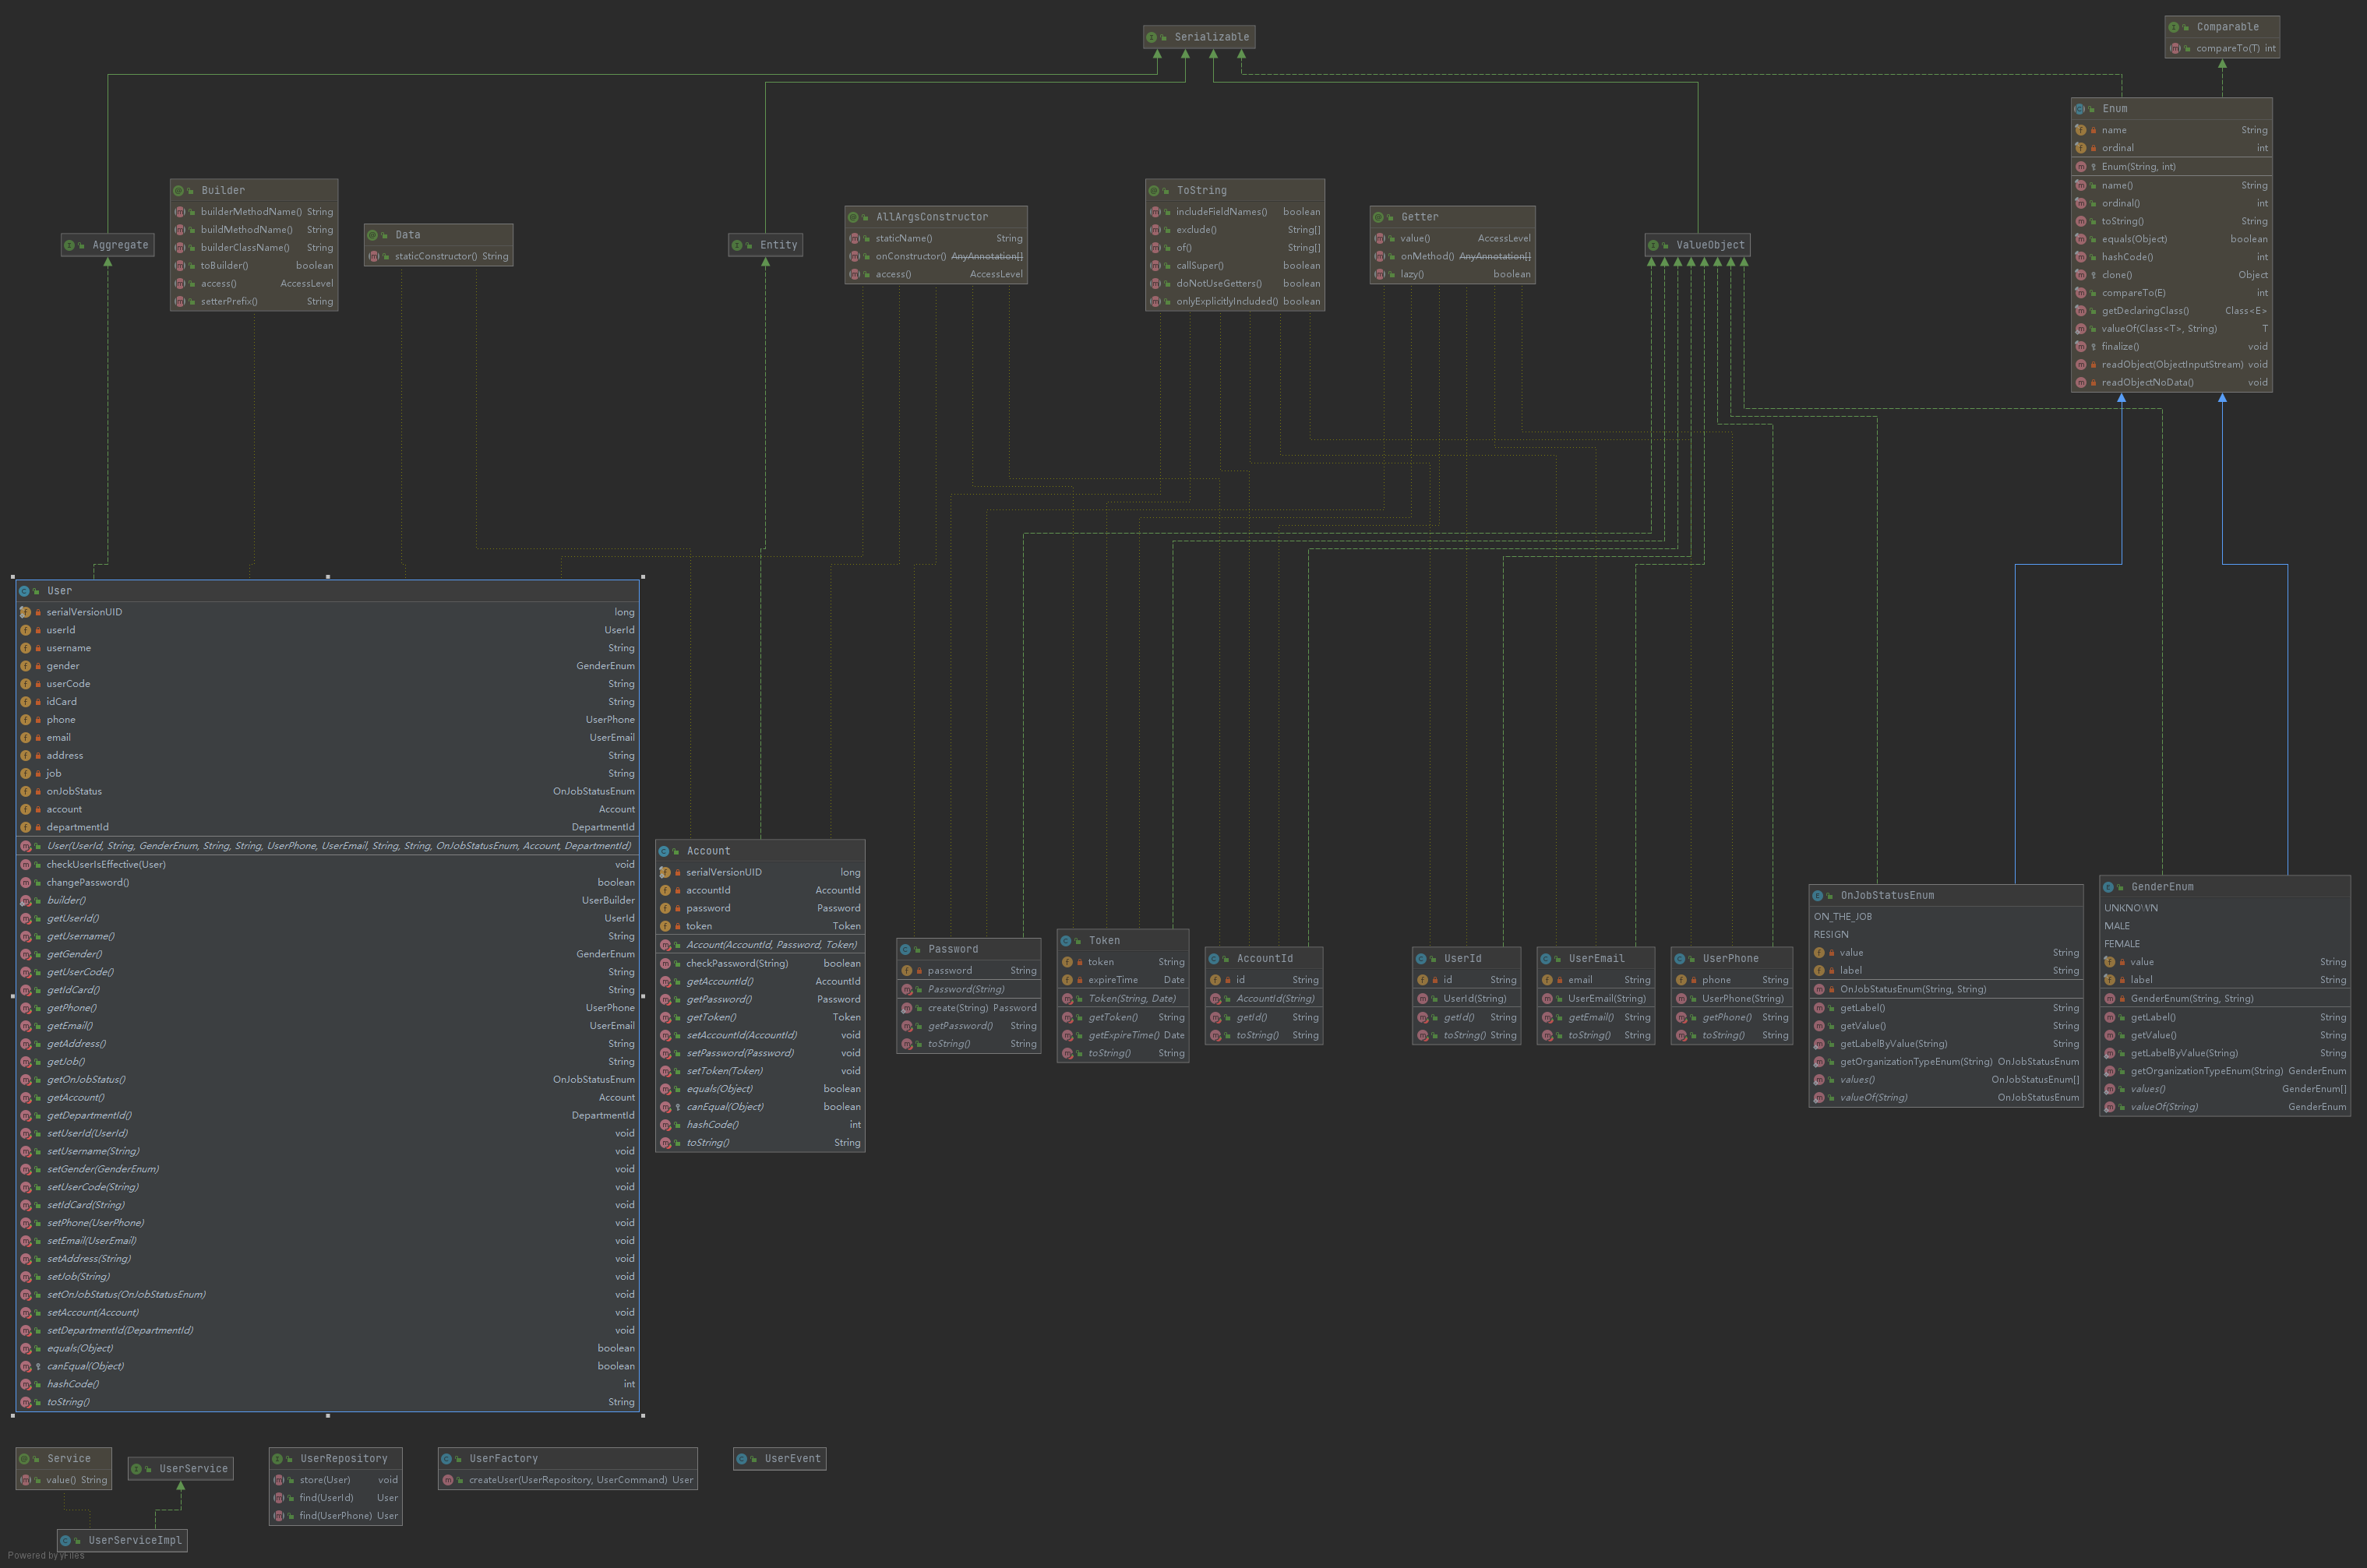 Serializable
Comparable
compareTo(T) int
Enum
name String
ordinal int
Enum(String, int)
name() String
ordinal() int
toString() String
equals(Object) boolean
hashCode() int
clone() Object
compareTo(E) int
getDeclaringClass() Class<E>
valueOf(Class<T>, String) T
finalize() void
readObject(ObjectInputStream) void
readObjectNoData() void
Aggregate
Builder
builderMethodName() String
buildMethodName() String
builderClassName() String
toBuilder() boolean
access() AccessLevel
setterPrefix() String
Data
staticConstructor() String
Entity
AllArgsConstructor
staticName() String
onConstructor() AnyAnnotation[]
access() AccessLevel
ToString
includeFieldNames() boolean
exclude() String[]
of() String[]
callSuper() boolean
doNotUseGetters() boolean
onlyExplicitlyIncluded() boolean
Getter
value() AccessLevel
onMethod() AnyAnnotation[]
lazy() boolean
ValueObject
User
serialVersionUID long
userId UserId
username String
gender GenderEnum
userCode String
idCard String
phone UserPhone
email UserEmail
address String
job String
onJobStatus OnJobStatusEnum
account Account
departmentId DepartmentId
User(UserId, String, GenderEnum, String, String, UserPhone, UserEmail, String, String, OnJobStatusEnum, Account, DepartmentId)
checkUserIsEffective(User) void
changePassword() boolean
builder() UserBuilder
getUserId() UserId
getUsername() String
getGender() GenderEnum
getUserCode() String
getIdCard() String
getPhone() UserPhone
getEmail() UserEmail
getAddress() String
getJob() String
getOnJobStatus() OnJobStatusEnum
getAccount() Account
getDepartmentId() DepartmentId
setUserId(UserId) void
setUsername(String) void
setGender(GenderEnum) void
setUserCode(String) void
setIdCard(String) void
setPhone(UserPhone) void
setEmail(UserEmail) void
setAddress(String) void
setJob(String) void
setOnJobStatus(OnJobStatusEnum) void
setAccount(Account) void
setDepartmentId(DepartmentId) void
equals(Object) boolean
canEqual(Object) boolean
hashCode() int
toString() String
Account
serialVersionUID long
accountId AccountId
password Password
token Token
Account(AccountId, Password, Token)
checkPassword(String) boolean
getAccountId() AccountId
getPassword() Password
getToken() Token
setAccountId(AccountId) void
setPassword(Password) void
setToken(Token) void
equals(Object) boolean
canEqual(Object) boolean
hashCode() int
toString() String
Password
password String
Password(String)
create(String) Password
getPassword() String
toString() String
Token
token String
expireTime Date
Token(String, Date)
getToken() String
getExpireTime() Date
toString() String
AccountId
id String
AccountId(String)
getId() String
toString() String
UserId
id String
UserId(String)
getId() String
toString() String
UserEmail
email String
UserEmail(String)
getEmail() String
toString() String
UserPhone
phone String
UserPhone(String)
getPhone() String
toString() String
OnJobStatusEnum
ON_THE_JOB
RESIGN
value String
label String
OnJobStatusEnum(String, String)
getLabel() String
getValue() String
getLabelByValue(String) String
getOrganizationTypeEnum(String) OnJobStatusEnum
values() OnJobStatusEnum[]
valueOf(String) OnJobStatusEnum
GenderEnum
UNKNOWN
MALE
FEMALE
value String
label String
GenderEnum(String, String)
getLabel() String
getValue() String
getLabelByValue(String) String
getOrganizationTypeEnum(String) GenderEnum
values() GenderEnum[]
valueOf(String) GenderEnum
Service
value() String
UserService
UserServiceImpl
UserRepository
store(User) void
find(UserId) User
find(UserPhone) User
UserFactory
createUser(UserRepository, UserCommand) User
UserEvent
Powered by yFiles